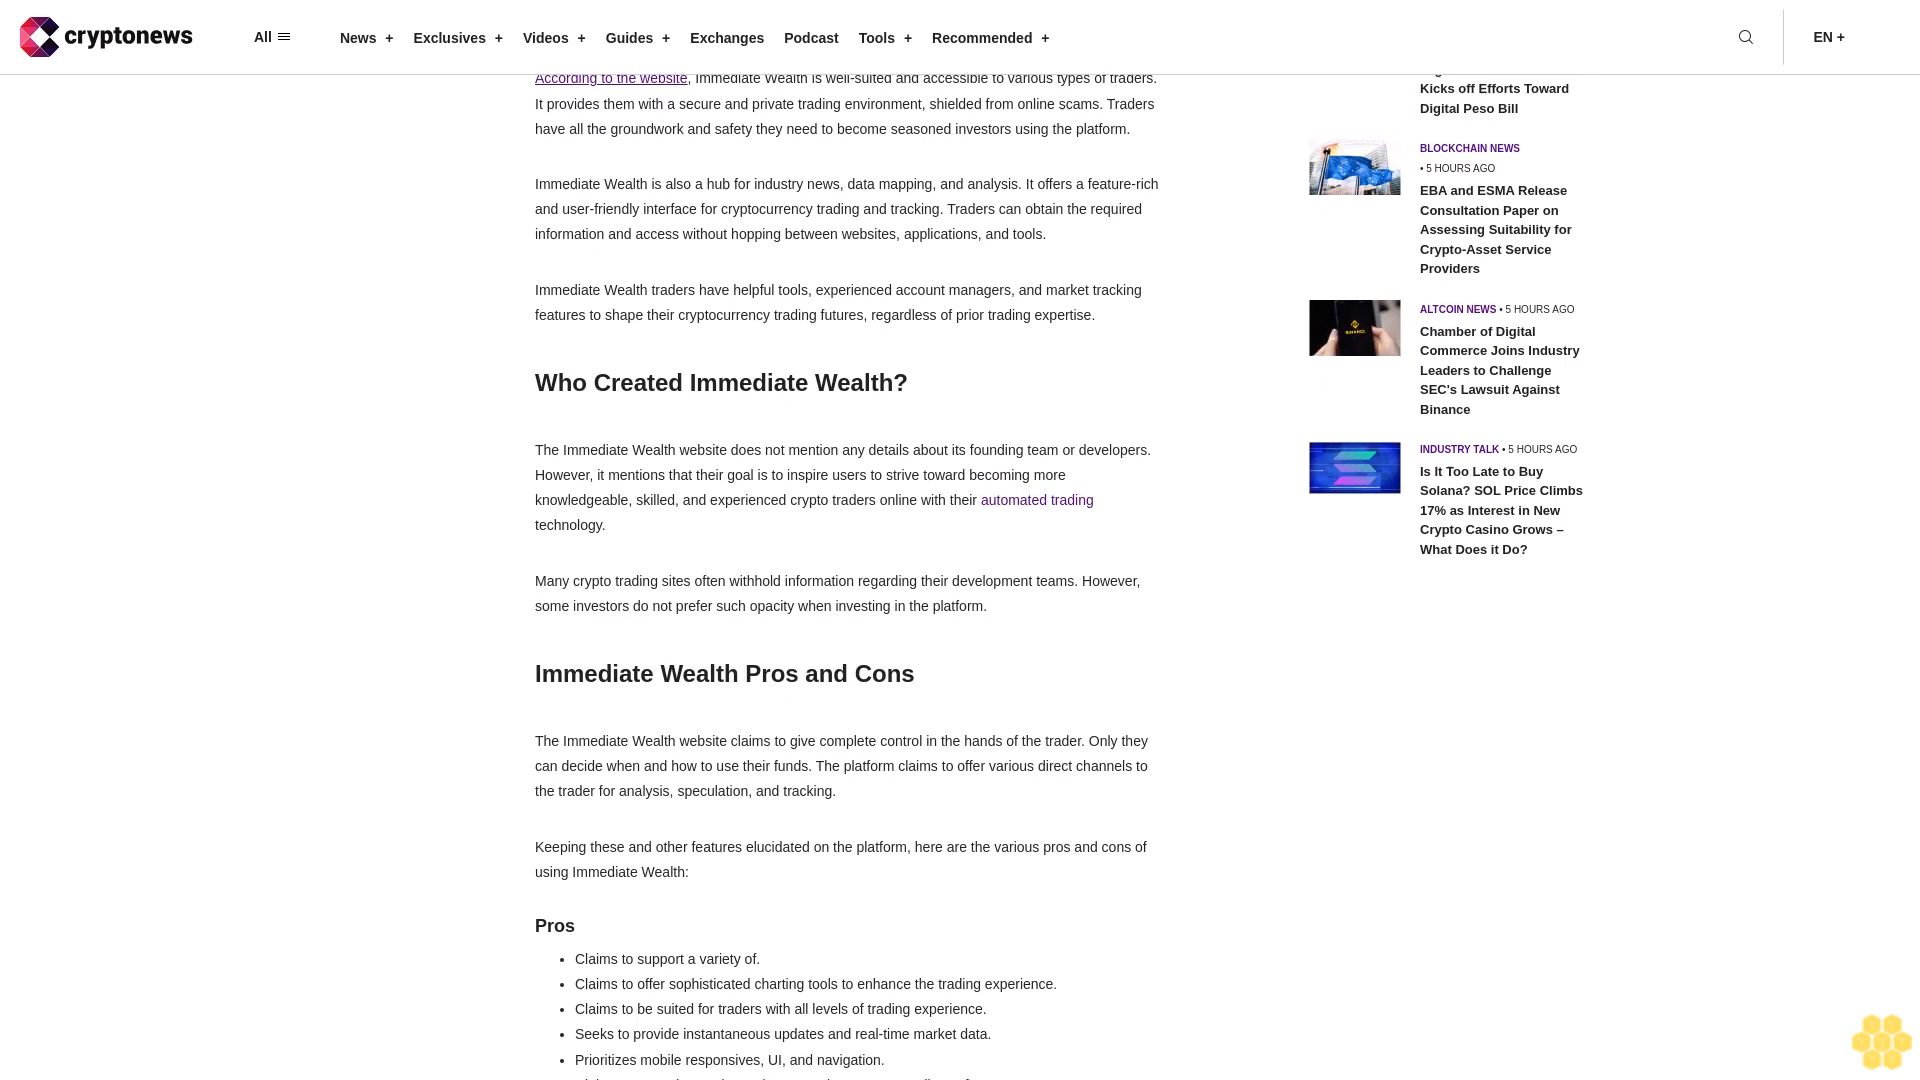 cryptonews
All
News +
Exclusives +
Videos +
Guides +
Exchanges
Podcast
Tools +
Recommended +
EN +
According to the website, Immediate Wealth is well-suited and accessible to various types of traders.
It provides them with a secure and private trading environment, shielded from online scams. Traders
have all the groundwork and safety they need to become seasoned investors using the platform.
Immediate Wealth is also a hub for industry news, data mapping, and analysis. It offers a feature-rich
and user-friendly interface for cryptocurrency trading and tracking. Traders can obtain the required
information and access without hopping between websites, applications, and tools.
Immediate Wealth traders have helpful tools, experienced account managers, and market tracking
features to shape their cryptocurrency trading futures, regardless of prior trading expertise.
Who Created Immediate Wealth?
The Immediate Wealth website does not mention any details about its founding team or developers.
However, it mentions that their goal is to inspire users to strive toward becoming more
knowledgeable, skilled, and experienced crypto traders online with their automated trading
technology.
Many crypto trading sites often withhold information regarding their development teams. However,
some investors do not prefer such opacity when investing in the platform.
Immediate Wealth Pros and Cons
The Immediate Wealth website claims to give complete control in the hands of the trader. Only they
can decide when and how to use their funds. The platform claims to offer various direct channels to
the trader for analysis, speculation, and tracking.
Keeping these and other features elucidated on the platform, here are the various pros and cons of
using Immediate Wealth:
Pros
• Claims to support a variety of.
• Claims to offer sophisticated charting tools to enhance the trading experience.
• Claims to be suited for traders with all levels of trading experience.
• Seeks to provide instantaneous updates and real-time market data.
• Prioritizes mobile responsives, UI, and navigation.
Kicks off Efforts Toward
Digital Peso Bill
BLOCKCHAIN NEWS
• 5 HOURS AGO
EBA and ESMA Release
Consultation Paper on
Assessing Suitability for
Crypto-Asset Service
Providers
ALTCOIN NEWS • 5 HOURS AGO
Chamber of Digital
Commerce Joins Industry
Leaders to Challenge
SEC's Lawsuit Against
Binance
BINANCE
INDUSTRY TALK • 5 HOURS AGO
Is It Too Late to Buy
Solana? SOL Price Climbs
17% as Interest in New
Crypto Casino Grows –
What Does it Do?